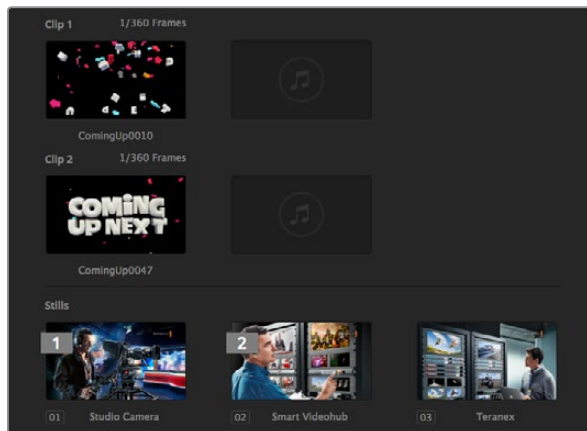 Clip 1 1/360 Frames
ComingUp0010
Clip 2 1/360 Frames
COMING
UP NEXT
ComingUp0047
Stills
1 2
01 Studio Camera 02 Smart Videohub 03 Teranex